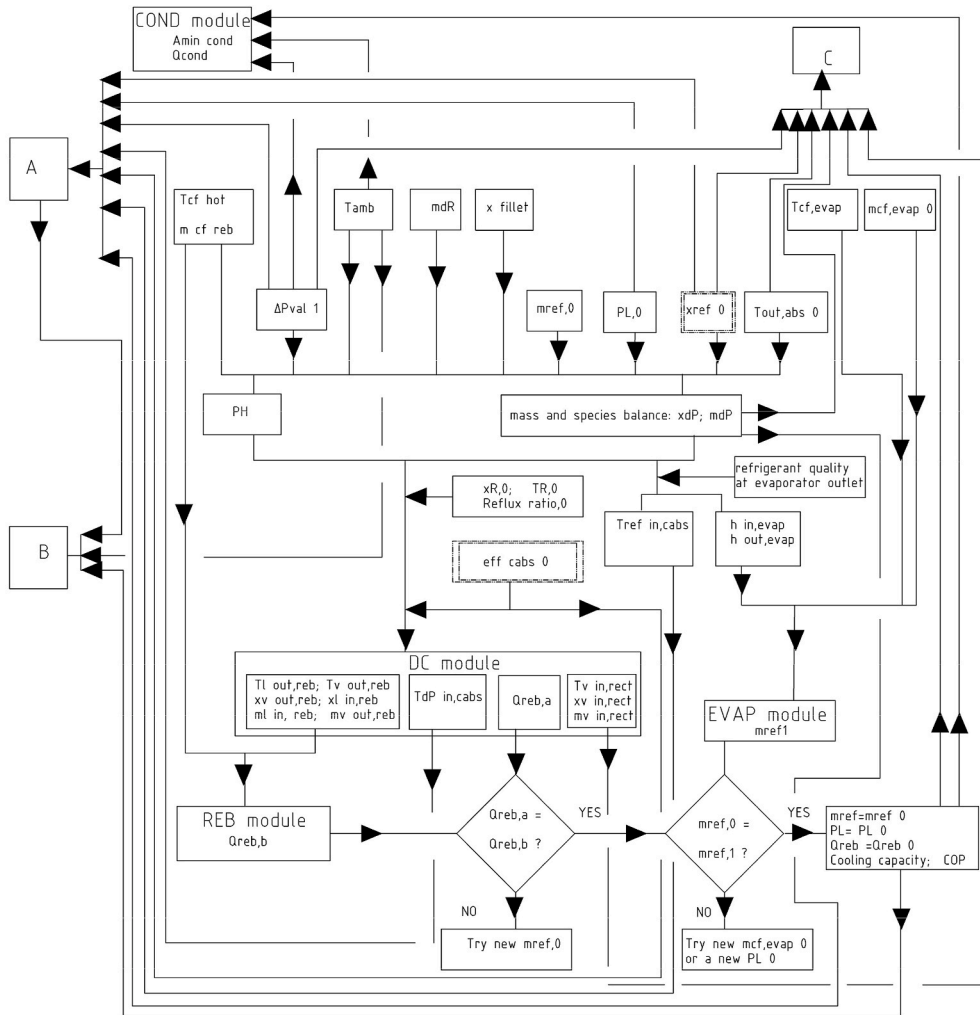 COND module
Amin cond
Qcond
C
A
Tcf hot
m cf reb
Tamb
mdR
x fillet
Tcf,evap
mcf,evap 0
ΔPval 1
mref,0
PL,0
xref 0
Tout,abs 0
PH
mass and species balance: xdP; mdP
refrigerant quality
at evaporator outlet
xR,0; TR,0
Reflux ratio,0
Tref in,cabs
h in,evap
h out,evap
B
eff cabs 0
DC module
Tl out,reb; Tv out,reb
xv out,reb; xl in,reb
ml in, reb; mv out,reb
TdP in,cabs
Qreb,a
Tv in,rect
xv in,rect
mv in,rect
EVAP module
mref1
REB module
Qreb,b
Qreb,a =
Qreb,b ?
YES
mref,0 =
mref,1 ?
YES
mref=mref 0
PL= PL 0
Qreb =Qreb 0
Cooling capacity; COP
NO
Try new mref,0
NO
Try new mcf,evap 0
or a new PL 0